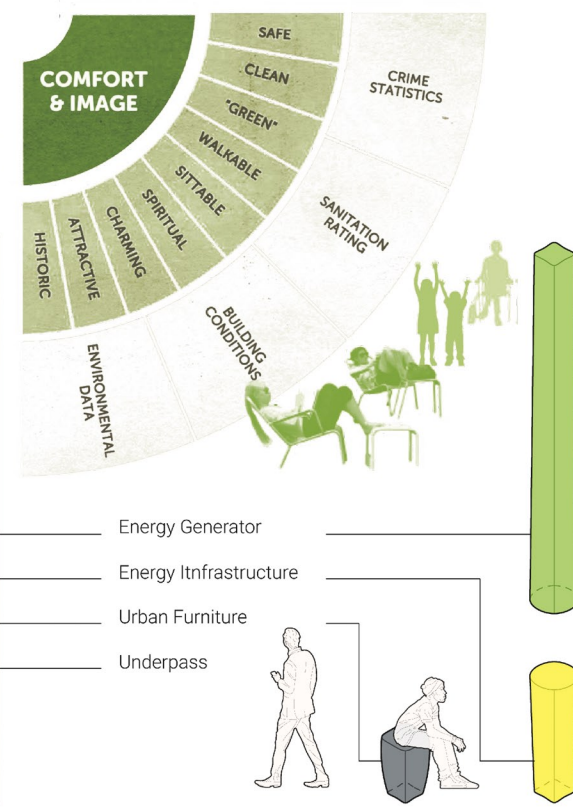 COMFORT
& IMAGE
SAFE
CLEAN
"GREEN"
WALKABLE
SITTABLE
SPIRITUAL
CHARMING
ATTRACTIVE
HISTORIC
CRIME
STATISTICS
SANITATION
RATING
BUILDING
CONDITIONS
ENVIRONMENTAL
DATA
Energy Generator
Energy Itnfrastructure
Urban Furniture
Underpass